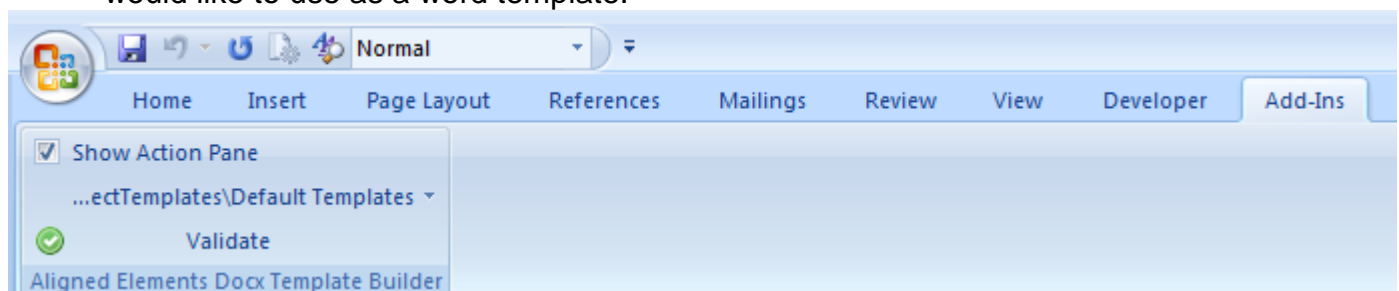 would like to use as a word template.
Normal
Home Insert Page Layout References Mailings Review View Developer Add-Ins
Show Action Pane
...ectTemplates\Default Templates
Validate
Aligned Elements Docx Template Builder